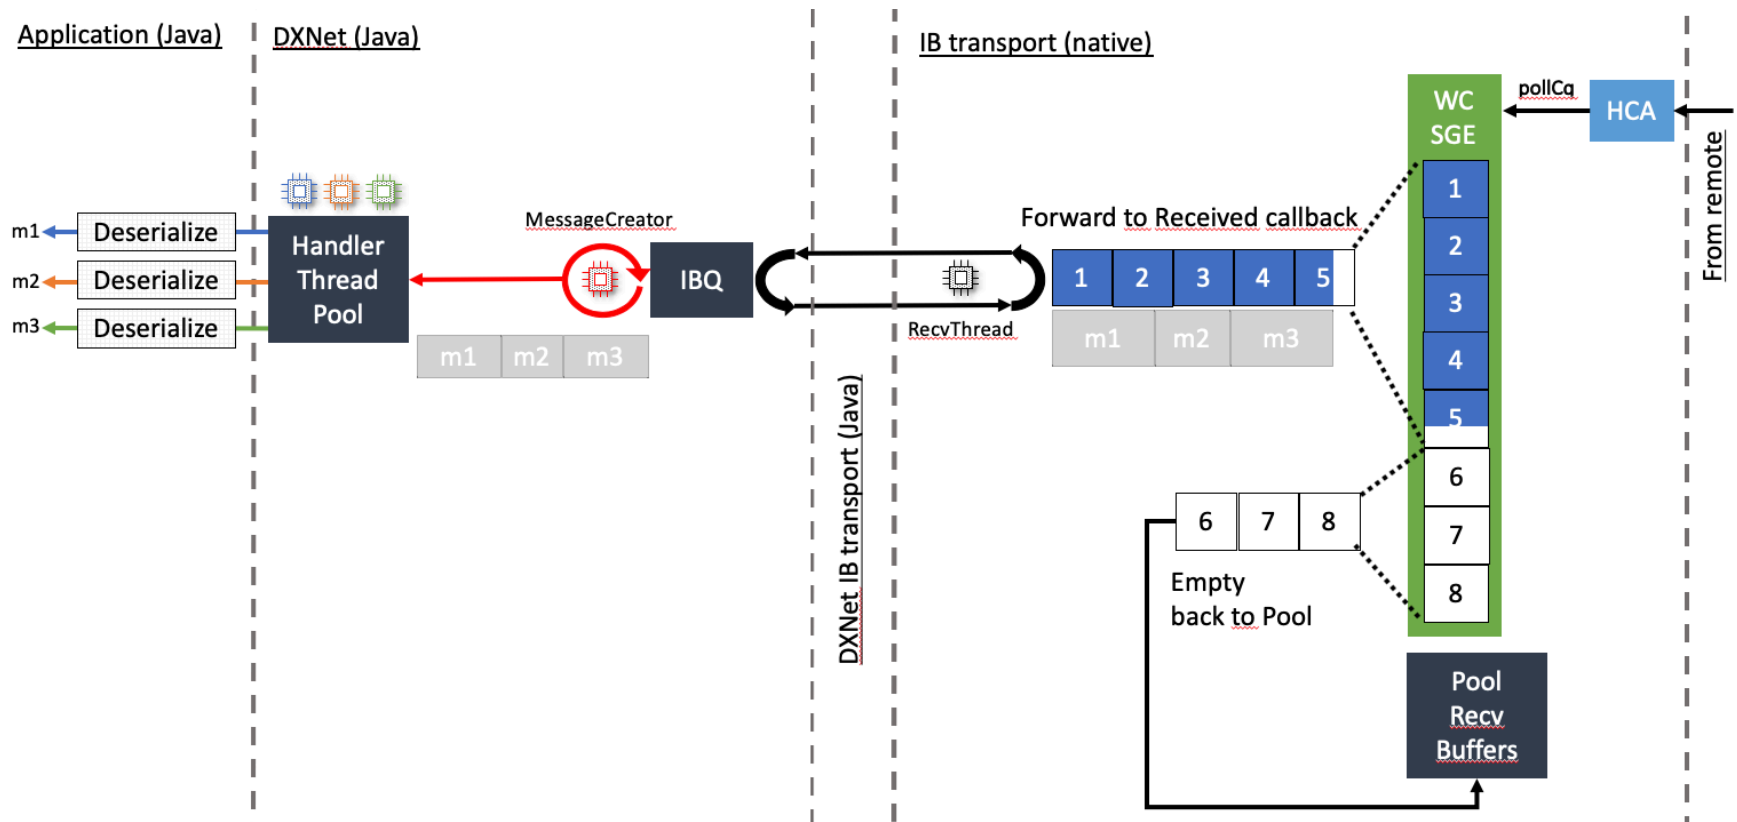 Application (Java)
DXNet (Java)
IB transport (native)
WC
SGE
pollCq
HCA
From remote
1
2
3
4
5
6
7
8
MessageCreator
Forward to Received callback
m1
Deserialize
m2
Deserialize
m3
Deserialize
Handler
Thread
Pool
IBQ
RecvThread
1
2
3
4
5
m1
m2
m3
m1
m2
m3
DXNet IB transport (Java)
6
7
8
Empty
back to Pool
Pool
Recv
Buffers